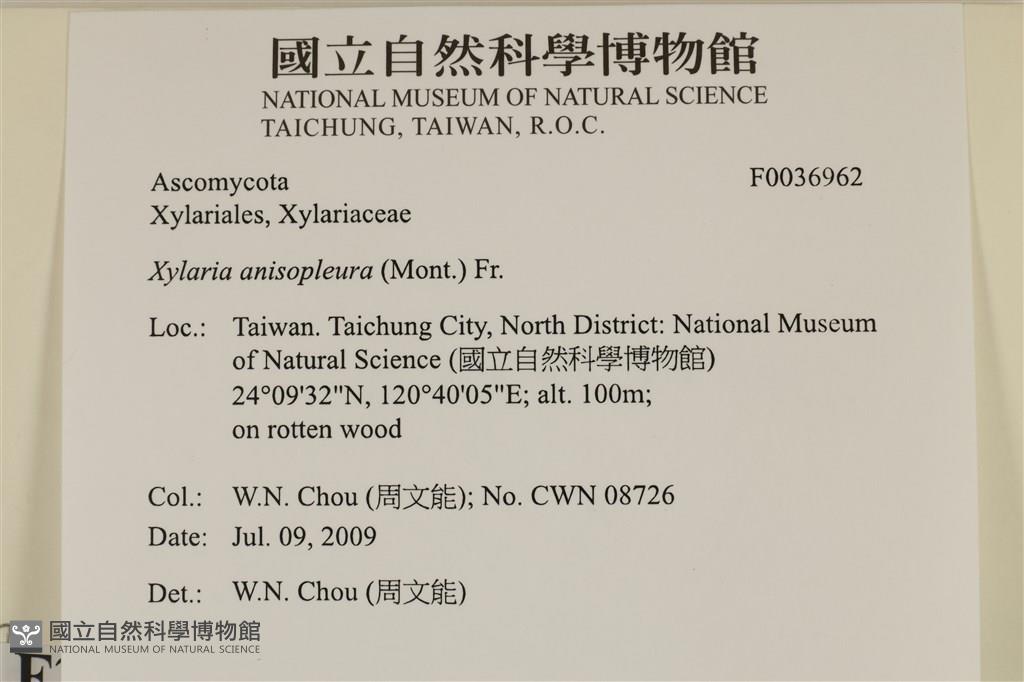 國立自然科學博物館
NATIONAL MUSEUM OF NATURAL SCIENCE
TAICHUNG, TAIWAN, R.O.C.
Ascomycota F0036962
Xylariales, Xylariaceae
Xylaria anisopleura (Mont.) Fr.
Loc.: Taiwan. Taichung City, North District: National Museum
of Natural Science (國立自然科學博物館)
24°09'32"N, 120°40'05"E; alt. 100m;
on rotten wood
Col.: W.N. Chou (周文能); No. CWN 08726
Date: Jul. 09, 2009
Det.: W.N. Chou (周文能)
國立自然科學博物館
NATIONAL MUSEUM OF NATURAL SCIENCE